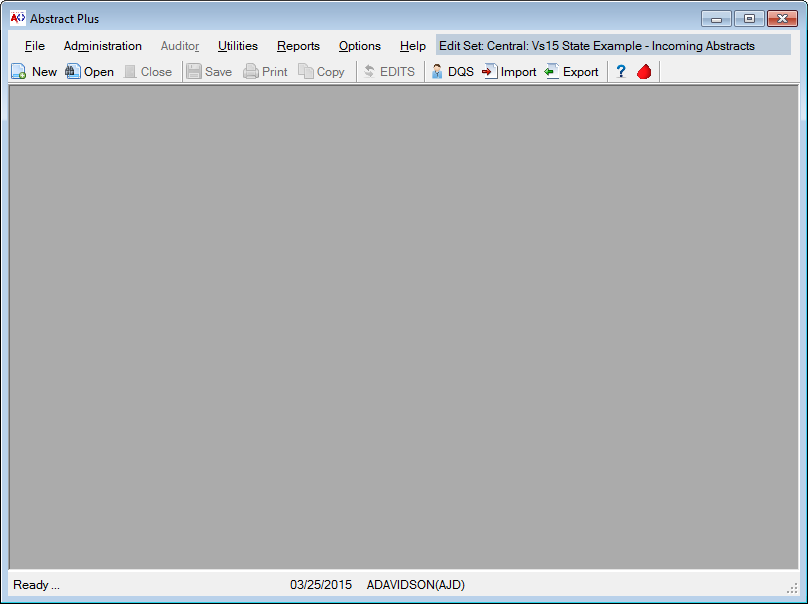 Abstract Plus
File Administration Auditor Utilities Reports Options Help Edit Set: Central: Vs15 State Example - Incoming Abstracts
New Open Close Save Print Copy EDITS DQS Import Export ?
Ready ... 03/25/2015 ADAVIDSON(AJD)